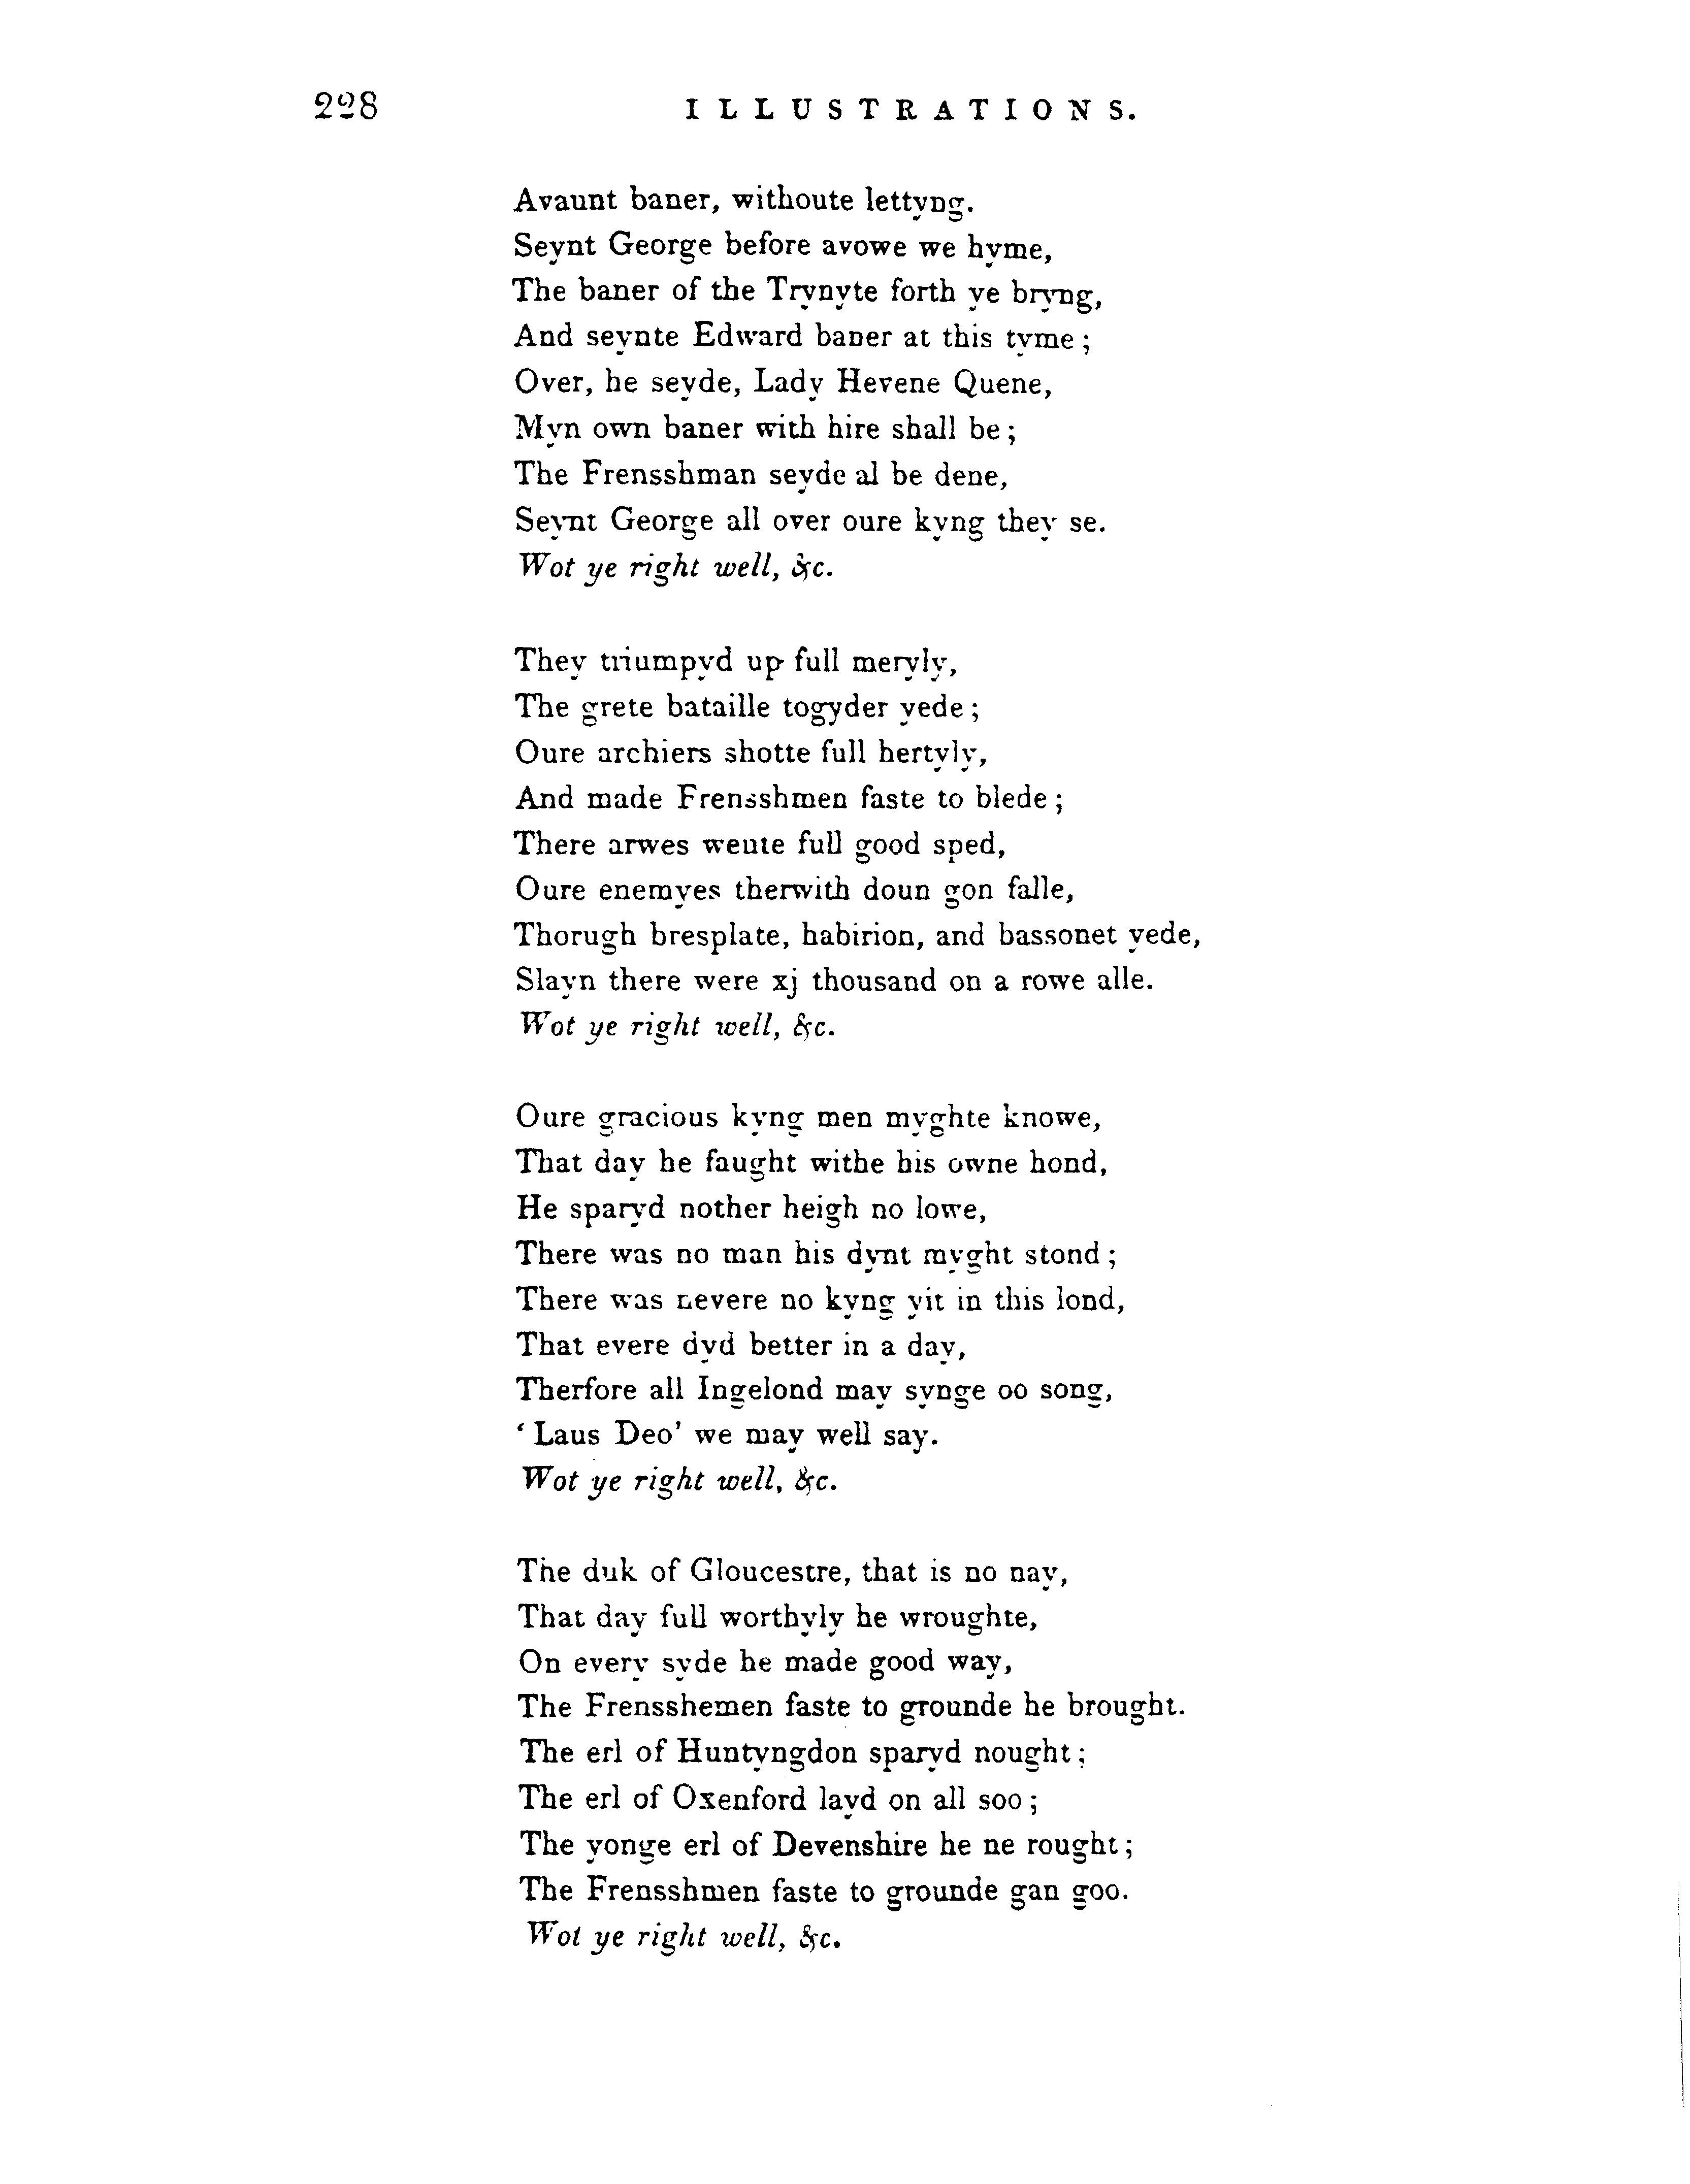 228
ILLUSTRATIONS.
Avaunt baner, withoute lettyng.
Seynt George before avowe we hyme,
The baner of the Trynyte forth ye bryng,
And seynte Edward baner at this tyme;
Over, he seyde, Lady Hevene Quene,
Myn own baner with hire shall be;
The Frensshman seyde al be dene,
Seynt George all over oure kyng they se.
Wot ye right well, &c.
They triumpyd up full meryly,
The grete bataille togyder yede;
Oure archiers shotte full hertyly,
And made Frensshmen faste to blede;
There arwes wente full good sped,
Oure enemyes therwith doun gon falle,
Thorugh bresplate, habirion, and bassonet yede,
Slayn there were xj thousand on a rowe alle.
Wot ye right well, &c.
Oure gracious kyng men myghte knowe,
That day he faught withe his owne hond,
He sparyd nother heigh no lowe,
There was no man his dynt myght stond;
There was nevere no kyng yit in this lond,
That evere dyd better in a day,
Therfore all Ingelond may synge oo song,
‘Laus Deo’ we may well say.
Wot ye right well, &c.
The duk of Gloucestre, that is no nay,
That day full worthyly he wroughte,
On every syde he made good way,
The Frensshemen faste to grounde he brought.
The erl of Huntyngdon sparyd nought;
The erl of Oxenford layd on all soo;
The yonge erl of Devenshire he ne rought;
The Frensshmen faste to grounde gan goo.
Wot ye right well, &c.